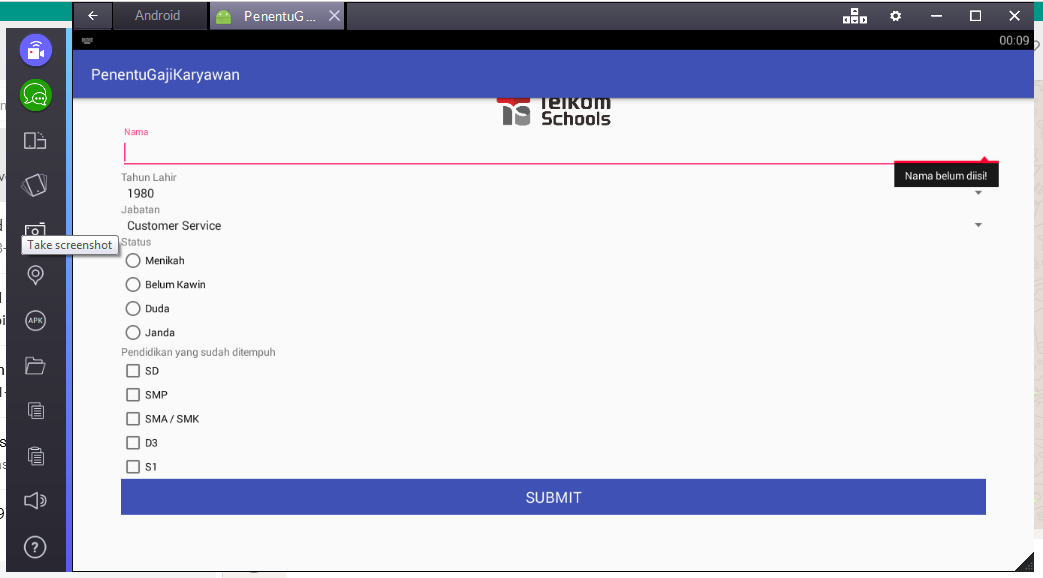 Android
PenentuG ...
00:09
PenentuGajiKaryawan
Telkom
Schools
Nama
Nama belum diisi!
Tahun Lahir
1980
Jabatan
Customer Service
Take screenshot
Status
Menikah
Belum Kawin
Duda
Janda
Pendidikan yang sudah ditempuh
SD
SMP
SMA / SMK
D3
S1
APK
SUBMIT